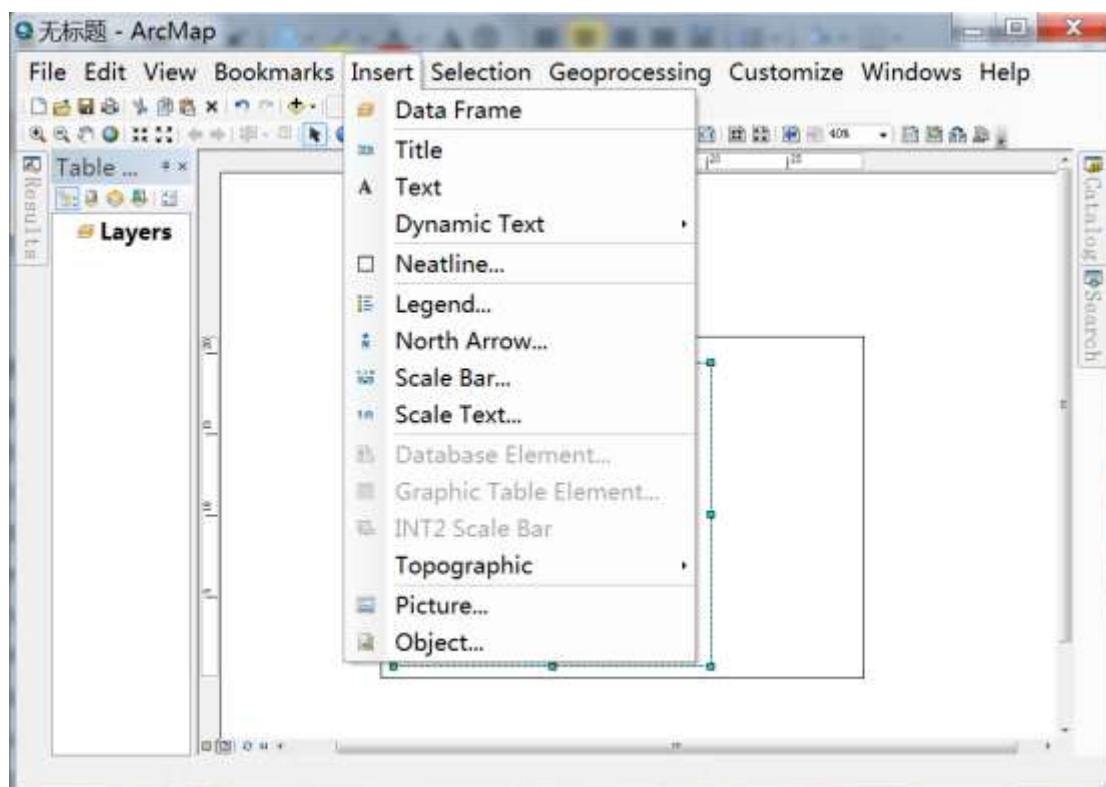 无标题 - ArcMap
File Edit View Bookmarks Insert Selection Geoprocessing Customize Windows Help
Data Frame
40%
Title
Table ...
Text
Results
Catalog
Layers
Dynamic Text
Neatline...
Search
Legend...
North Arrow...
Scale Bar...
Scale Text...
Database Element...
Graphic Table Element...
INT2 Scale Bar
Topographic
Picture...
Object...